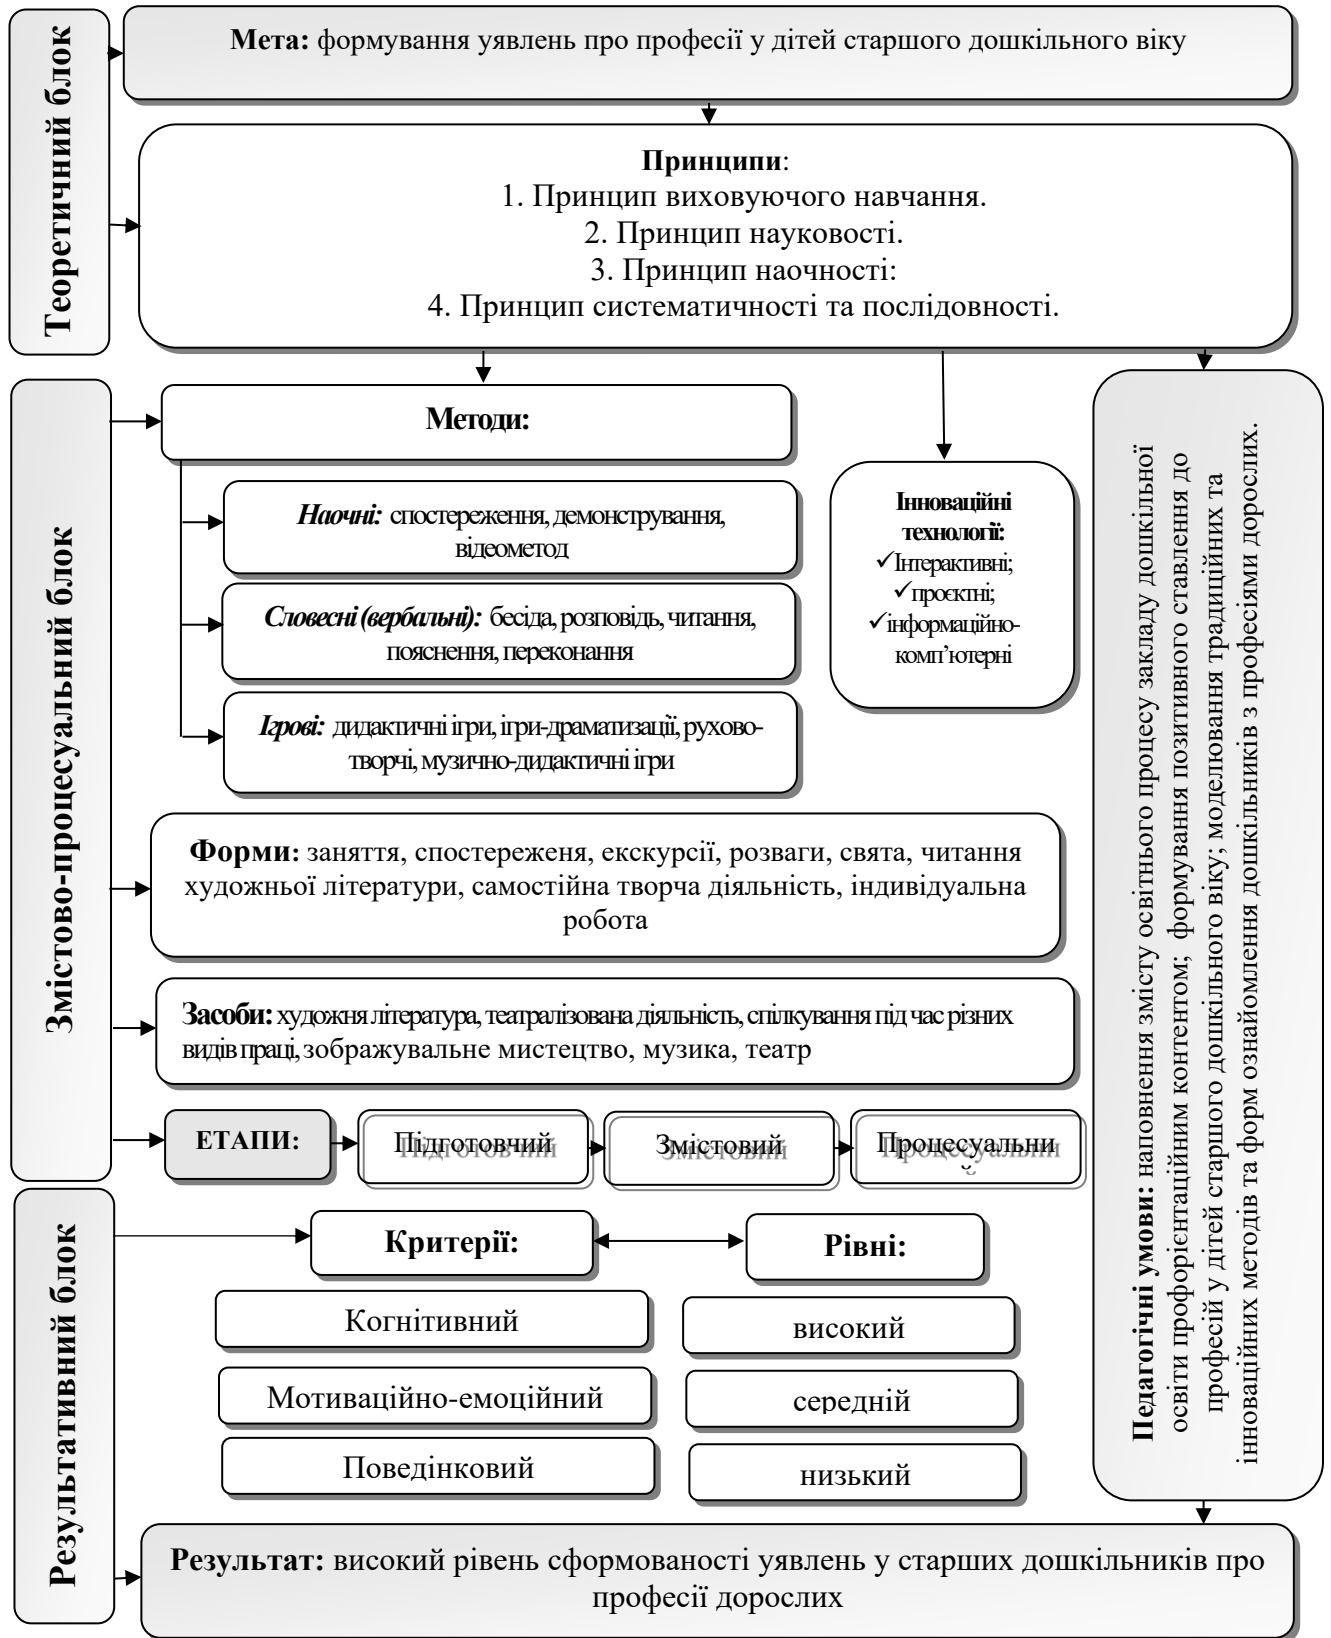 Теоретичний блок
Мета: формування уявлень про професії у дітей старшого дошкільного віку
Принципи:
1. Принцип виховуючого навчання.
2. Принцип науковості.
3. Принцип наочності:
4. Принцип систематичності та послідовності.
Змістово-процесуальний блок
Методи:
Наочні: спостереження, демонстрування,
відеометод
Словесні (вербальні): бесіда, розповідь, читання,
пояснення, переконання
Ігрові: дидактичні ігри, ігри-драматизації, рухово-
творчі, музично-дидактичні ігри
Інноваційні
технології:
✓Інтерактивні;
✓проєктні;
✓інформаційно-
комп’ютерні
Педагогічні умови: наповнення змісту освітнього процесу закладу дошкільної
освіти профорієнтаційним контентом; формування позитивного ставлення до
професій у дітей старшого дошкільного віку; моделювання традиційних та
інноваційних методів та форм ознайомлення дошкільників з професіями дорослих.
Форми: заняття, спостереженя, екскурсії, розваги, свята, читання
художньої літератури, самостійна творча діяльність, індивідуальна
робота
Засоби: художня література, театралізована діяльність, спілкування під час різних
видів праці, зображувальне мистецтво, музика, театр
ЕТАПИ:
Підготовчий
Змістовий
Процесуальни
й
Результативний блок
Критерії:
Рівні:
Когнітивний
високий
Мотиваційно-емоційний
середній
Поведінковий
низький
Результат: високий рівень сформованості уявлень у старших дошкільників про
професії дорослих